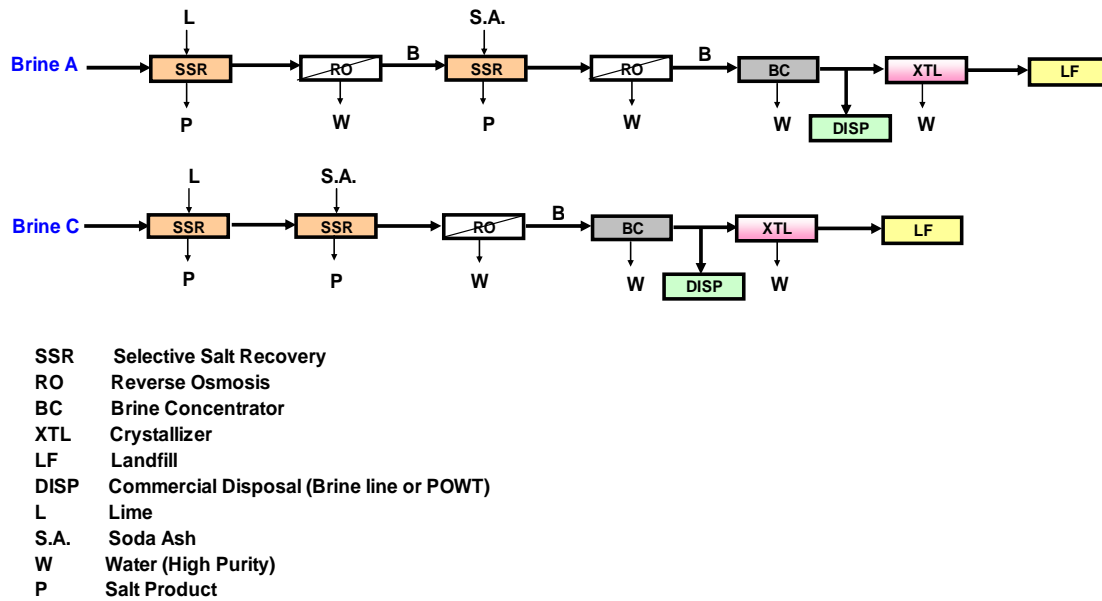 L S.A.
B B
Brine A SSR RO SSR RO BC XTL LF
P W P W W DISP W
L S.A.
B
Brine C SSR SSR RO BC XTL LF
P P W W DISP W
SSR Selective Salt Recovery
RO Reverse Osmosis
BC Brine Concentrator
XTL Crystallizer
LF Landfill
DISP Commercial Disposal (Brine line or POWT)
L Lime
S.A. Soda Ash
W Water (High Purity)
P Salt Product